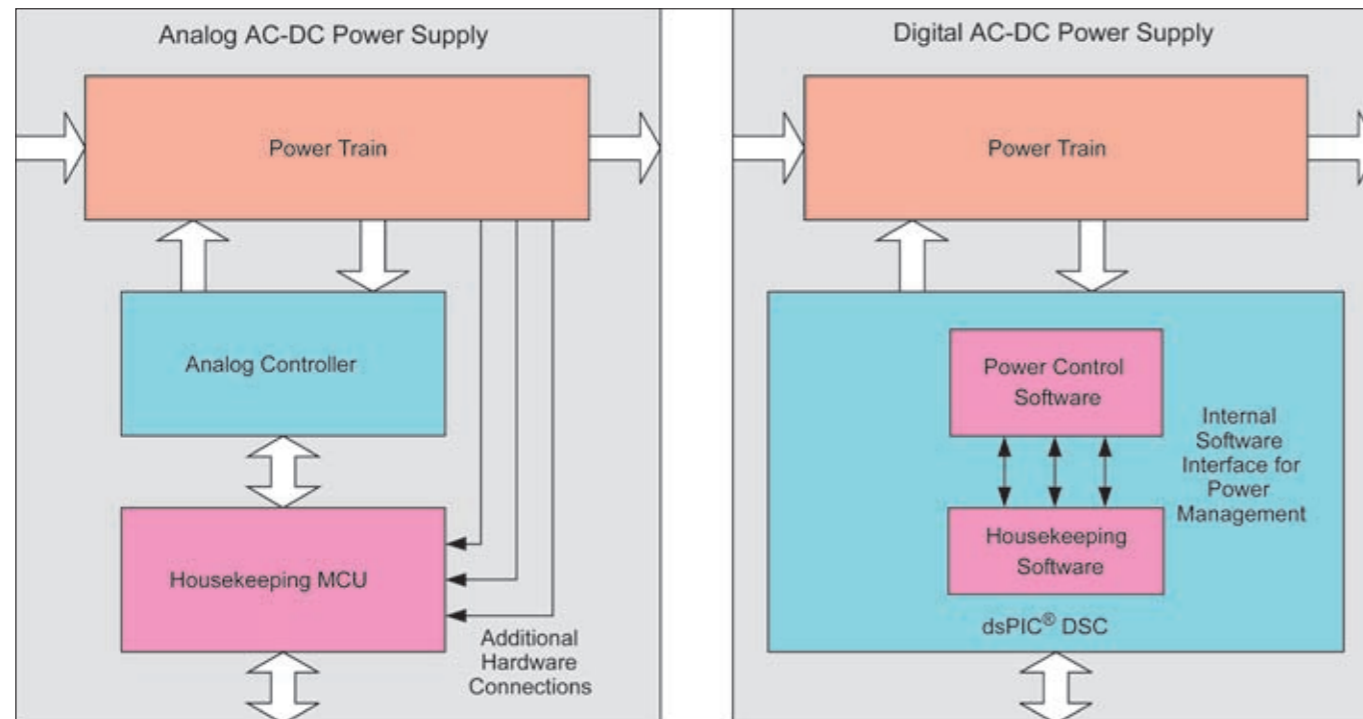 Analog AC-DC Power Supply
Power Train
Analog Controller
Housekeeping MCU
Additional
Hardware
Connections
Digital AC-DC Power Supply
Power Train
Power Control
Software
Internal
Software
Interface for
Power
Management
Housekeeping
Software
dsPIC® DSC